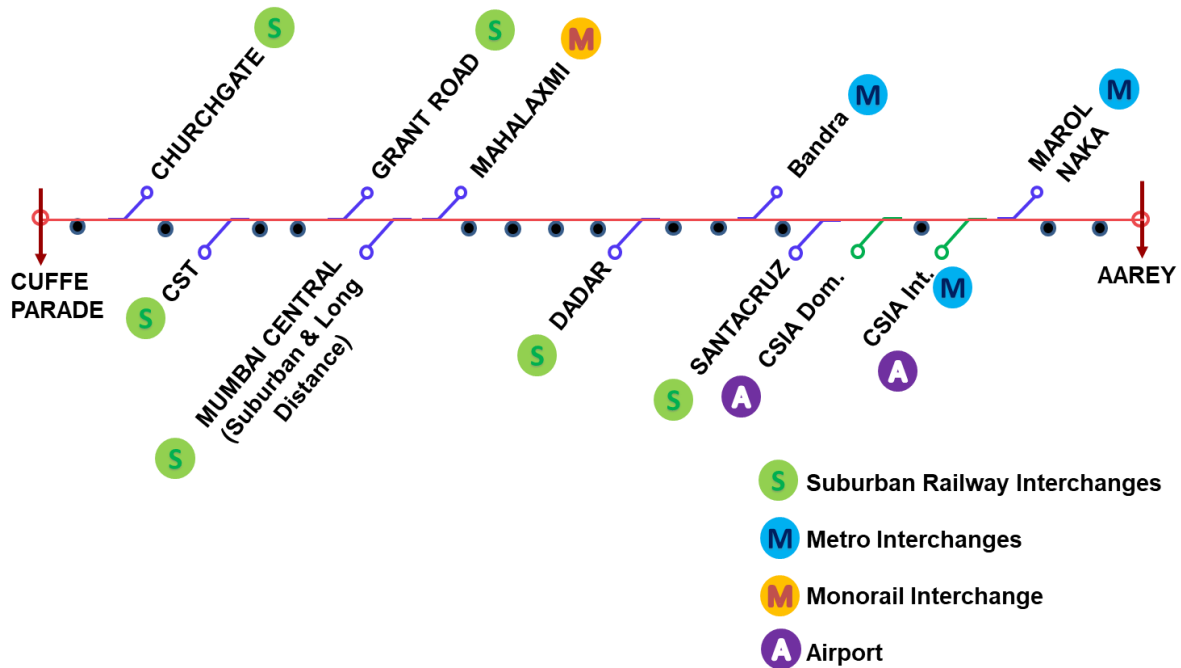 S
CHURCHGATE
S
GRANT ROAD
M
MAHALAXMI
M
Bandra
M
MAROL
NAKA
CUFFE
PARADE
CST
S
MUMBAI CENTRAL
(Suburban & Long
Distance)
S
DADAR
S
SANTACRUZ
S
CSIA Dom.
A
CSIA Int.
M
A
AAREY
S Suburban Railway Interchanges
M Metro Interchanges
M Monorail Interchange
A Airport